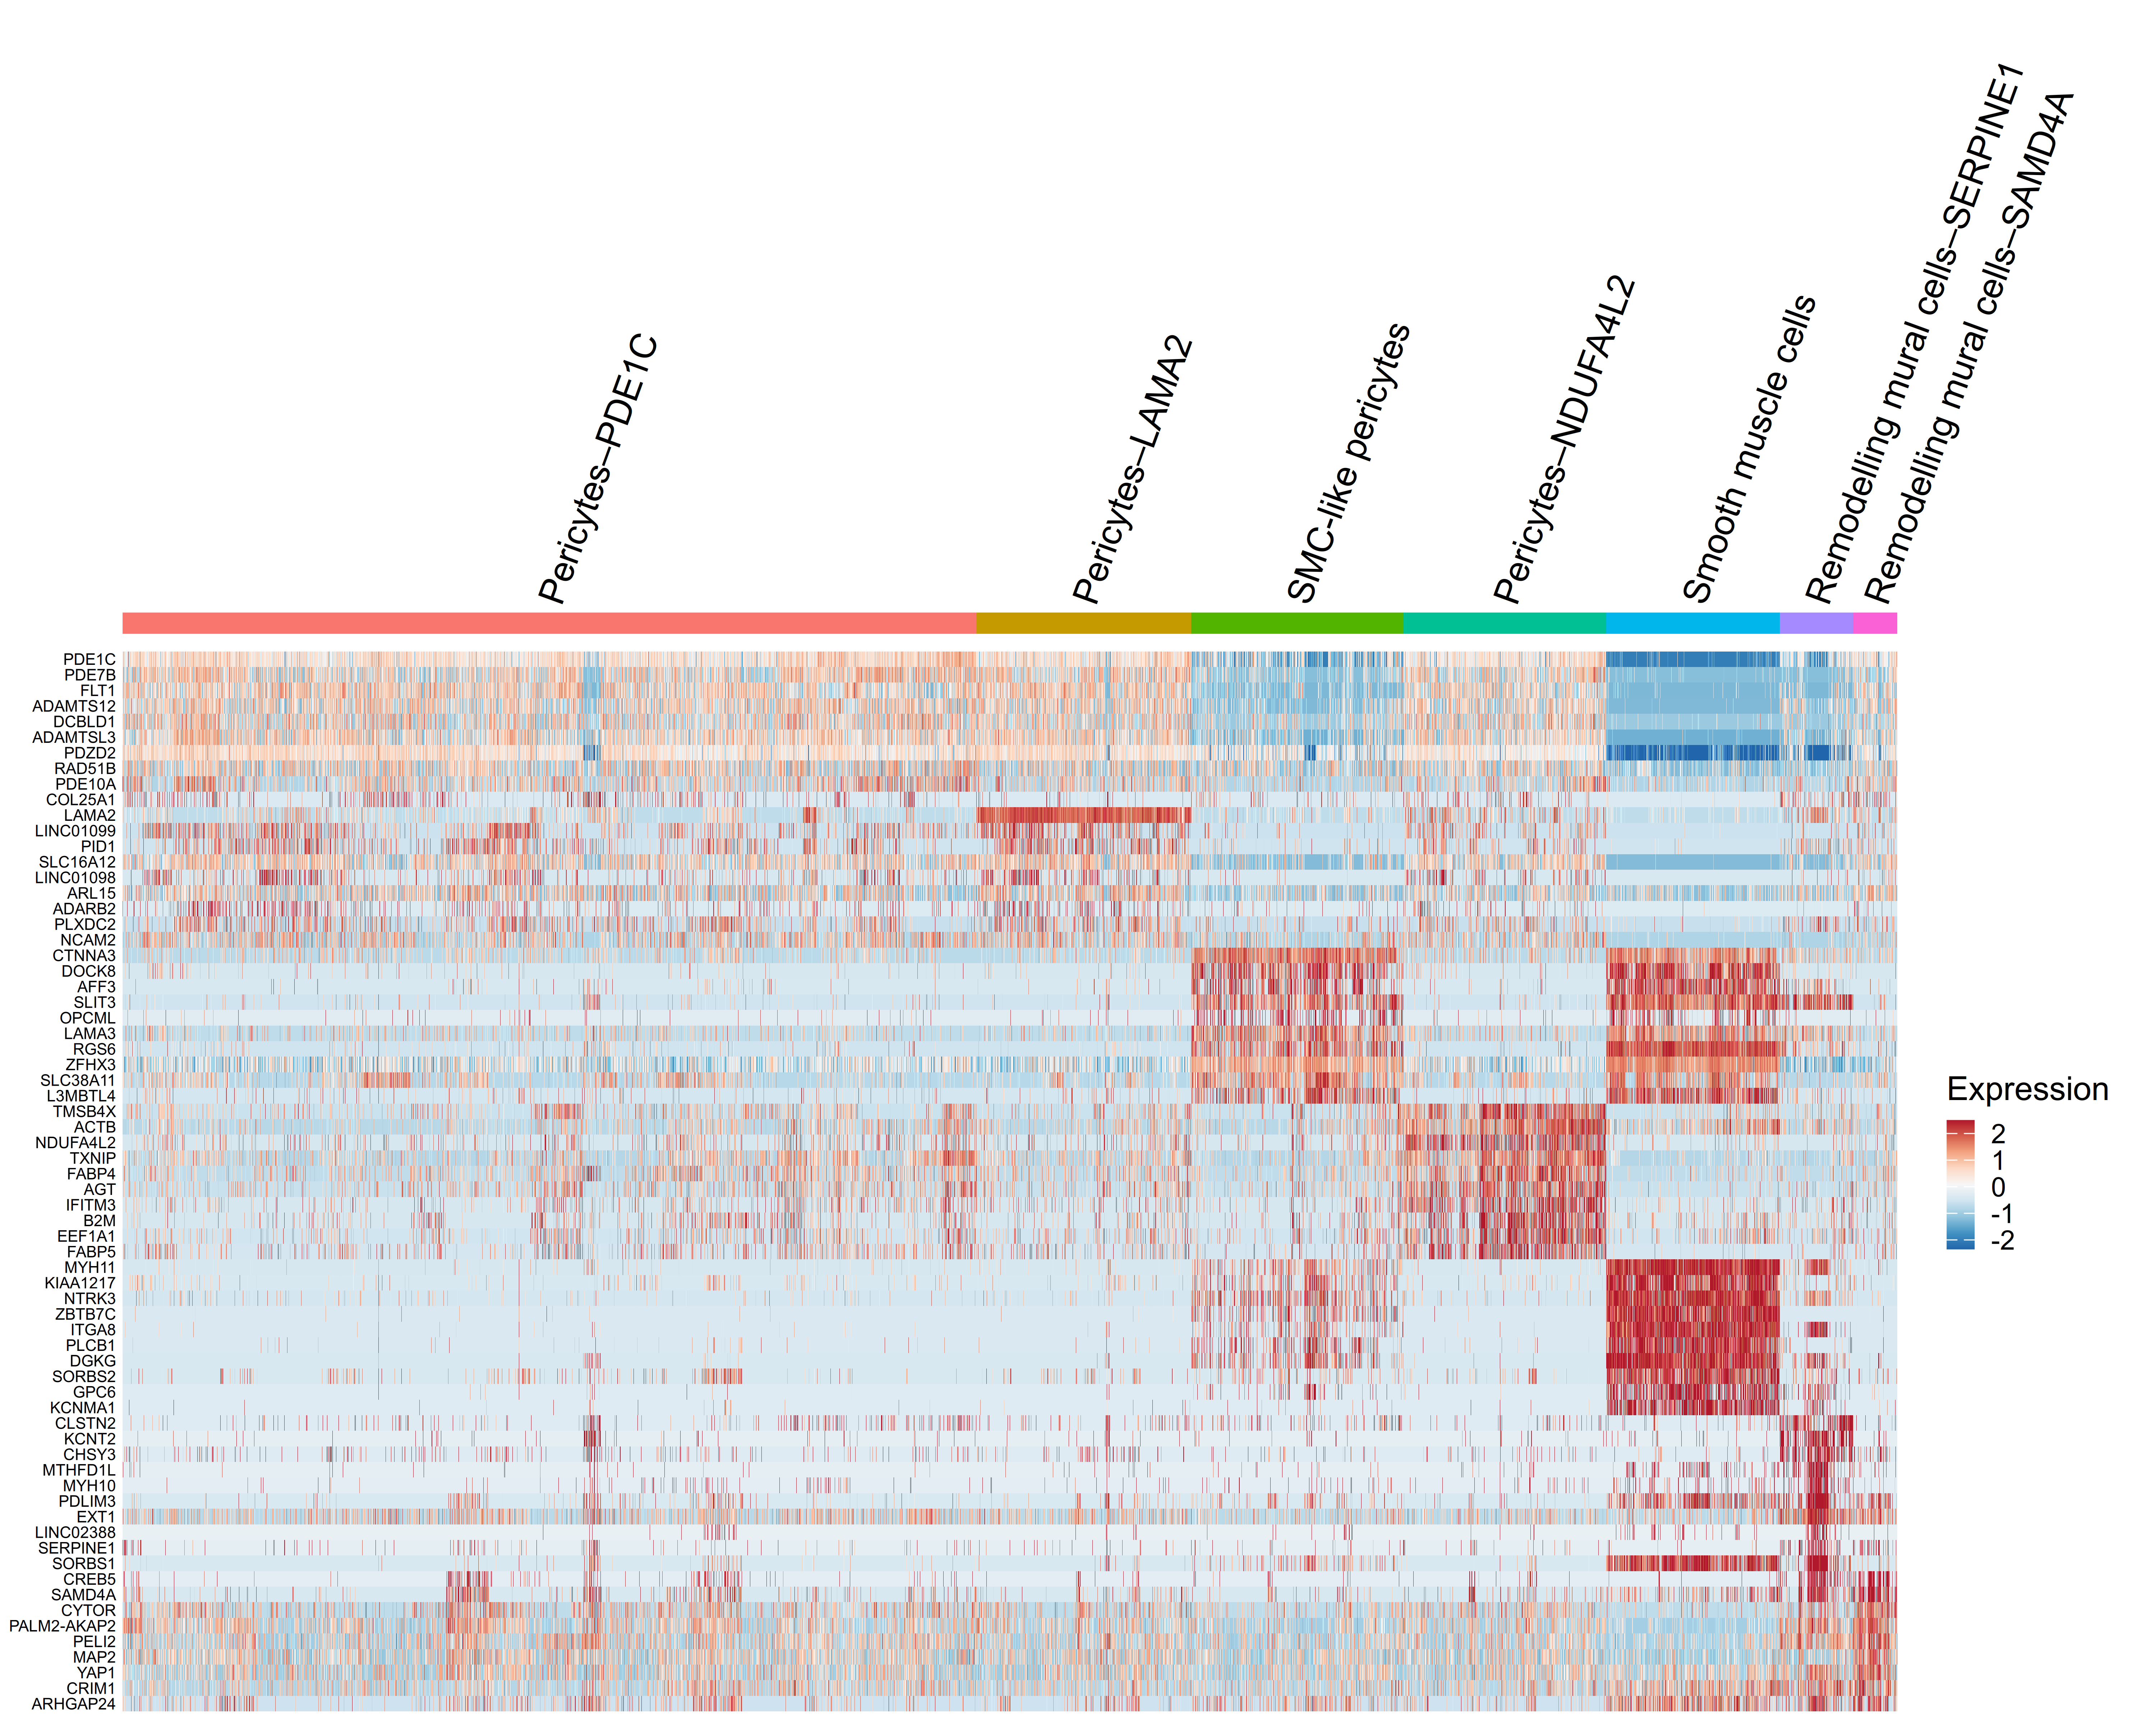 Pericytes–PDE1C
Pericytes–LAMA2
SMC-like pericytes
Pericytes–NDUFA4L2
Smooth muscle cells
Remodelling mural cells–SERPINE1
Remodelling mural cells–SAMD4A
PDE1C
PDE7B
FLT1
ADAMTS12
DCBLD1
ADAMTSL3
PDZD2
RAD51B
PDE10A
COL25A1
LAMA2
LINC01099
PID1
SLC16A12
LINC01098
ARL15
ADARB2
PLXDC2
NCAM2
CTNNA3
DOCK8
AFF3
SLIT3
OPCML
LAMA3
RGS6
ZFHX3
SLC38A11
L3MBTL4
TMSB4X
ACTB
NDUFA4L2
TXNIP
FABP4
AGT
IFITM3
B2M
EEF1A1
FABP5
MYH11
KIAA1217
NTRK3
ZBTB7C
ITGA8
PLCB1
DGKG
SORBS2
GPC6
KCNMA1
CLSTN2
KCNT2
CHSY3
MTHFD1L
MYH10
PDLIM3
EXT1
LINC02388
SERPINE1
SORBS1
CREB5
SAMD4A
CYTOR
PALM2-AKAP2
PELI2
MAP2
YAP1
CRIM1
ARHGAP24
Expression
2
1
0
-1
-2